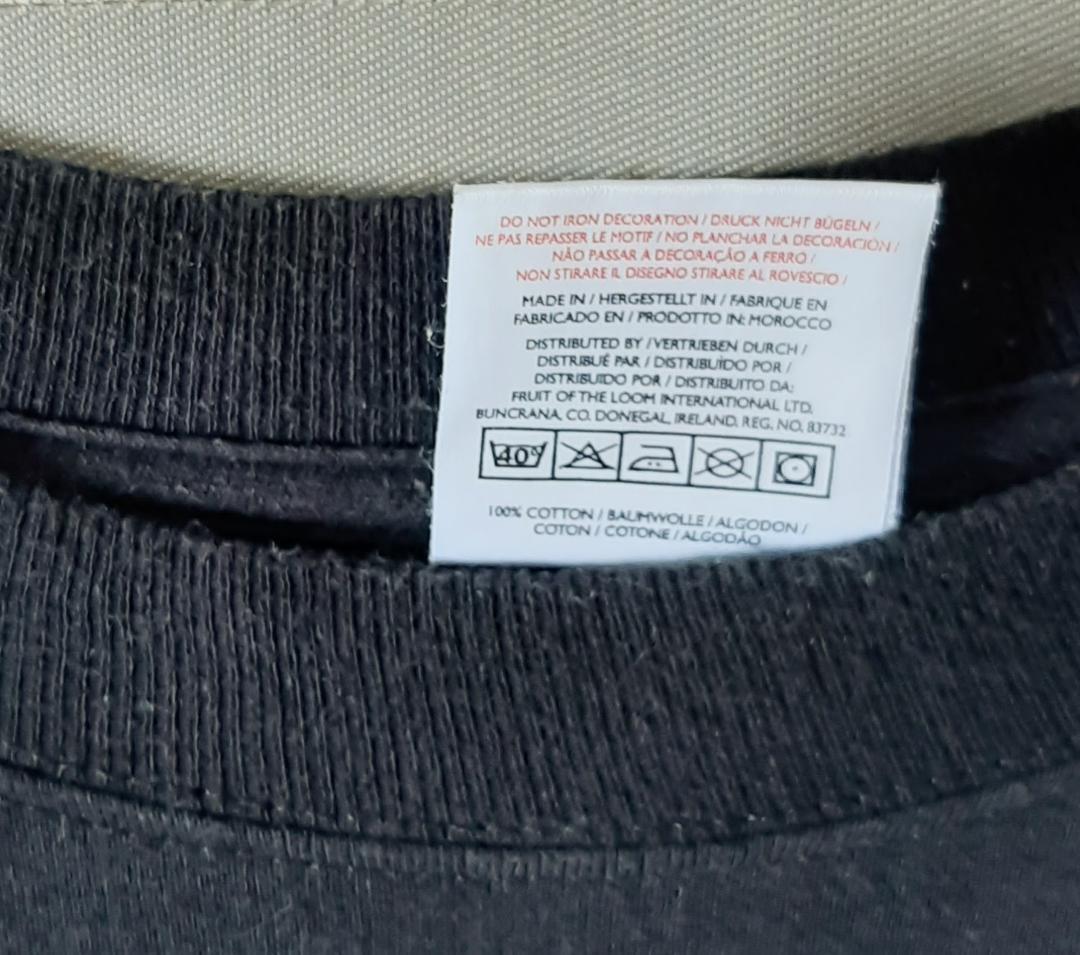 DO NOT IRON DECORATION / DRUCK NICHT BÜGELN /
NE PAS REPASSER LE MOTIF / NO PLANCHAR LA DECORACIÓN /
NÃO PASSAR A DECORAÇÃO A FERRO /
NON STIRARE IL DISEGNO STIRARE AL ROVESCIO /
MADE IN / HERGESTELLT IN / FABRIQUE EN
FABRICADO EN / PRODOTTO IN: MOROCCO
DISTRIBUTED BY /VERTRIEBEN DURCH /
DISTRIBUÉ PAR / DISTRIBUÌDO POR /
DISTRIBUIDO POR / DISTRIBUITO DA:
FRUIT OF THE LOOM INTERNATIONAL LTD,
BUNCRANA, CO. DONEGAL, IRELAND. REG. NO. 83732
40°
100% COTTON / BAUMWOLLE / ALGODON /
COTON / COTONE / ALGODÃO